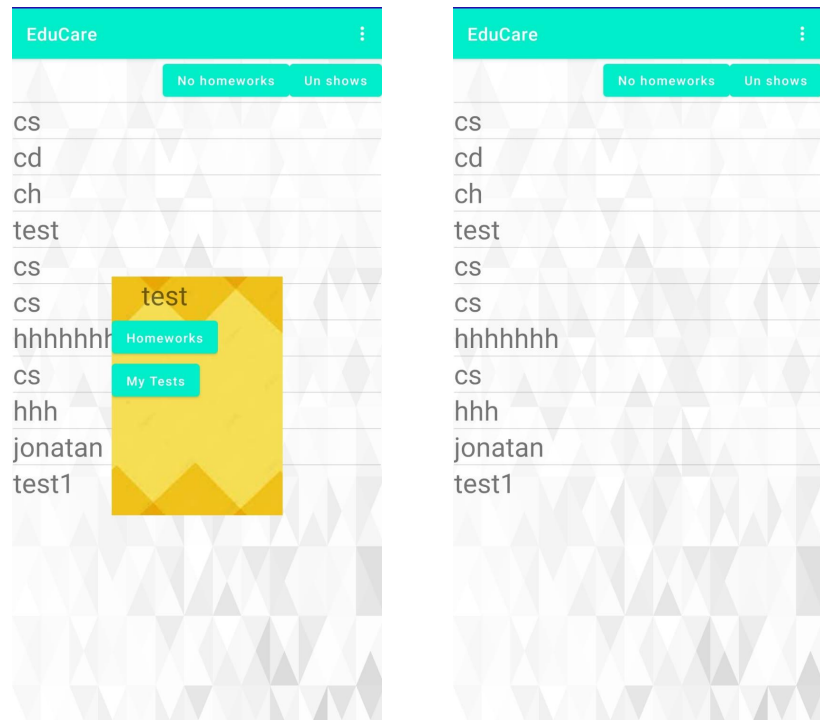 EduCare
No homeworks Un shows
cs
cd
ch
test
cs
cs
hhhhhhh
cs
hhh
jonatan
test1
test
Homeworks
My Tests
EduCare
No homeworks Un shows
cs
cd
ch
test
cs
cs
hhhhhhh
cs
hhh
jonatan
test1